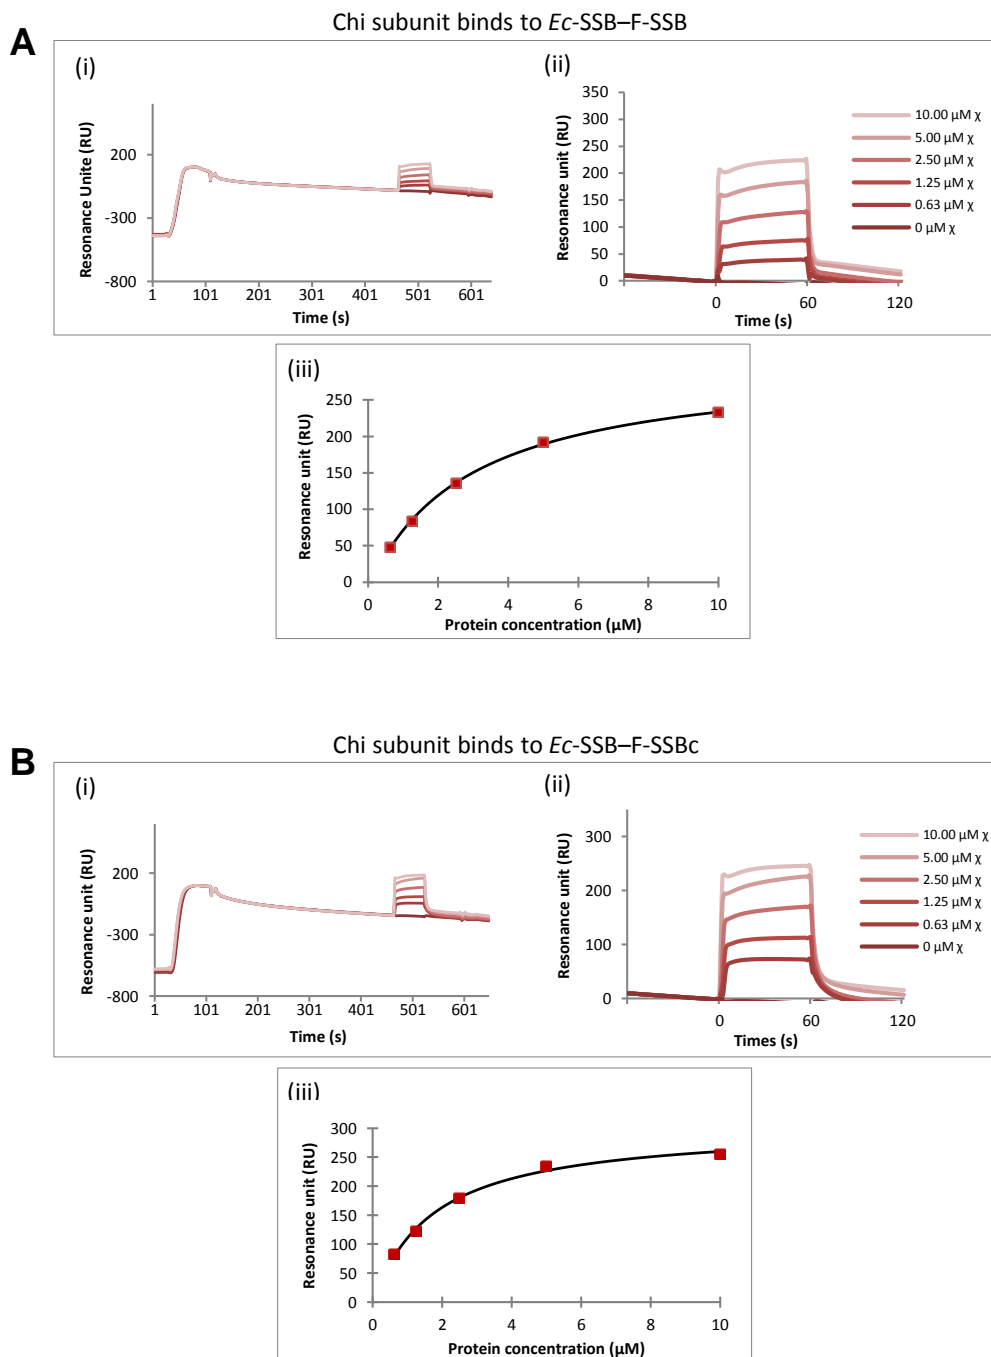 Chi subunit binds to Ec-SSB–F-SSB
A
(i)
Resonance Unite (RU)
200
-300
-800
1 101 201 301 401 501 601
Time (s)
(ii)
Resonance unit (RU)
350
300
250
200
150
100
50
0
0 60 120
Time (s)
10.00 µM χ
5.00 µM χ
2.50 µM χ
1.25 µM χ
0.63 µM χ
0 µM χ
(iii)
Resonance unit (RU)
250
200
150
100
50
0
0 2 4 6 8 10
Protein concentration (µM)
Chi subunit binds to Ec-SSB–F-SSBc
B
(i)
Resonance unit (RU)
200
-300
-800
1 101 201 301 401 501 601
Time (s)
(ii)
Resonance unit (RU)
300
200
100
0
0 60 120
Times (s)
10.00 µM χ
5.00 µM χ
2.50 µM χ
1.25 µM χ
0.63 µM χ
0 µM χ
(iii)
Resonance unit (RU)
300
250
200
150
100
50
0
0 2 4 6 8 10
Protein concentration (µM)